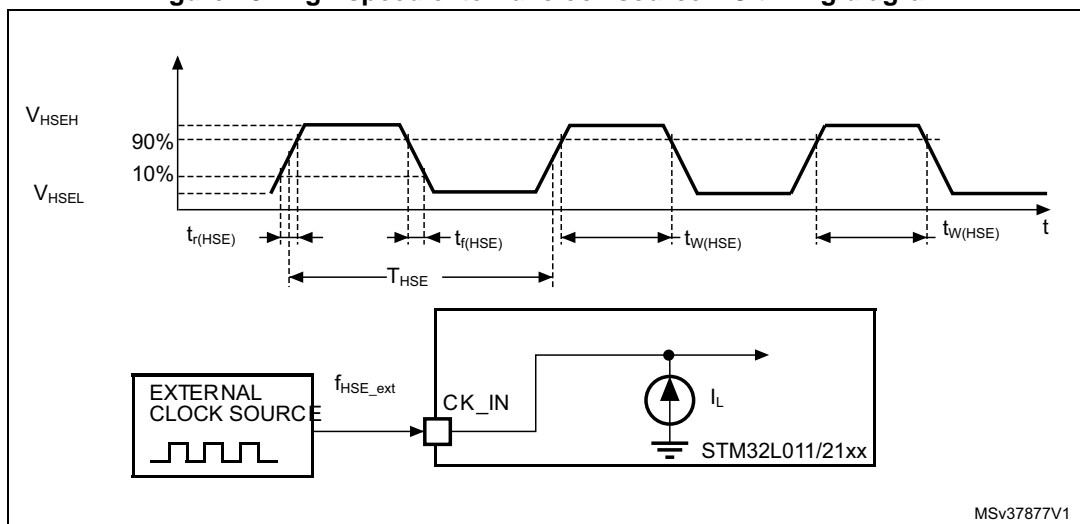 V_HSEH
90%
10%
V_HSEL
t_r(HSE)
t_f(HSE)
t_W(HSE)
t_W(HSE)
t
T_HSE
EXTERNAL
CLOCK SOURCE
f_HSE_ext
CK_IN
I_L
STM32L011/21xx
MSv37877V1